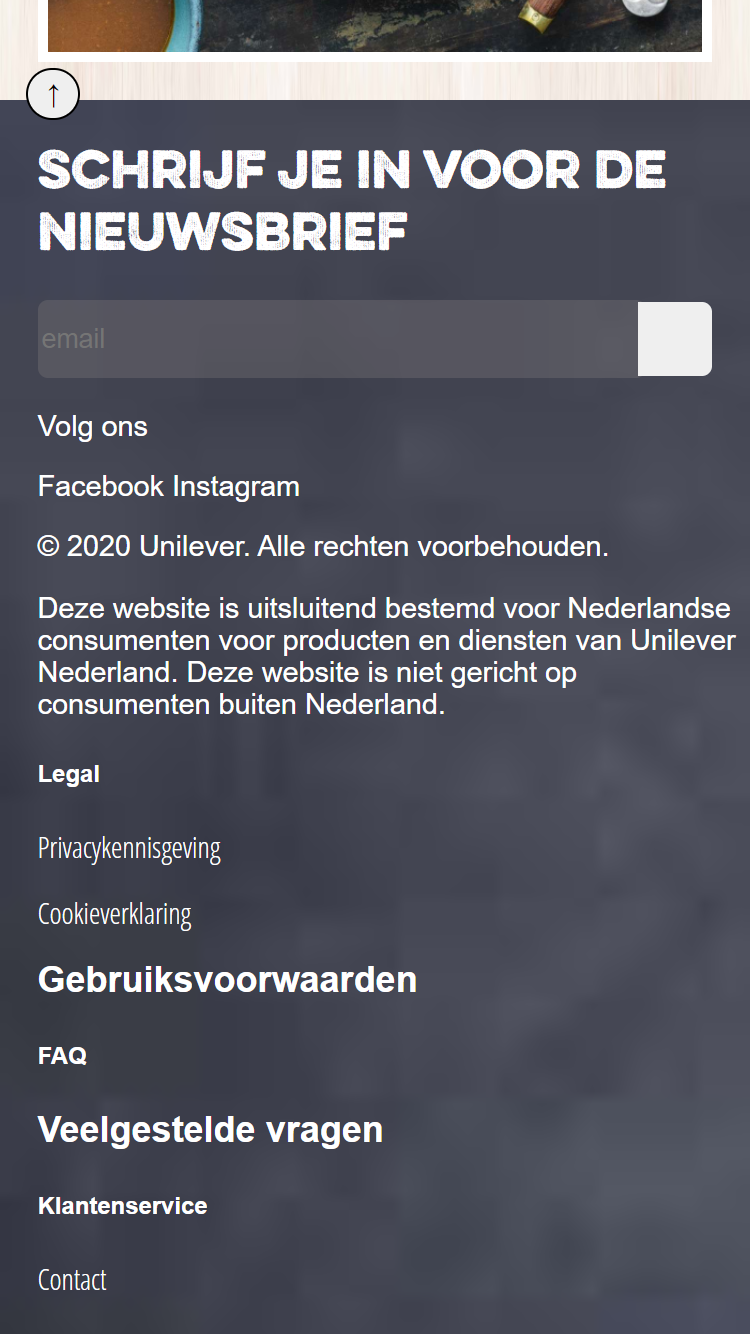 ↑
SCHRIJF JE IN VOOR DE
NIEUWSBRIEF
email
Volg ons
Facebook Instagram
© 2020 Unilever. Alle rechten voorbehouden.
Deze website is uitsluitend bestemd voor Nederlandse
consumenten voor producten en diensten van Unilever
Nederland. Deze website is niet gericht op
consumenten buiten Nederland.
Legal
Privacykennisgeving
Cookieverklaring
Gebruiksvoorwaarden
FAQ
Veelgestelde vragen
Klantenservice
Contact